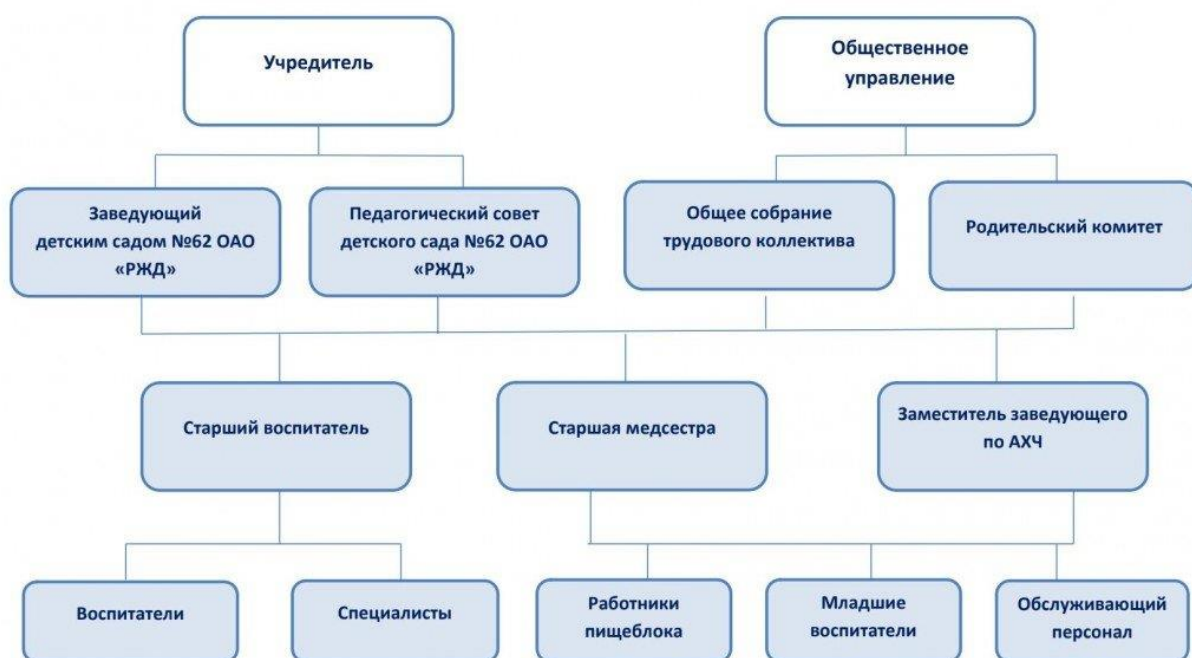 Учредитель
Общественное
управление
Заведующий
детским садом №62 ОАО
«РЖД»
Педагогический совет
детского сада №62 ОАО
«РЖД»
Общее собрание
трудового коллектива
Родительский комитет
Старший воспитатель
Старшая медсестра
Заместитель заведующего
по АХЧ
Воспитатели
Специалисты
Работники
пищеблока
Младшие
воспитатели
Обслуживающий
персонал